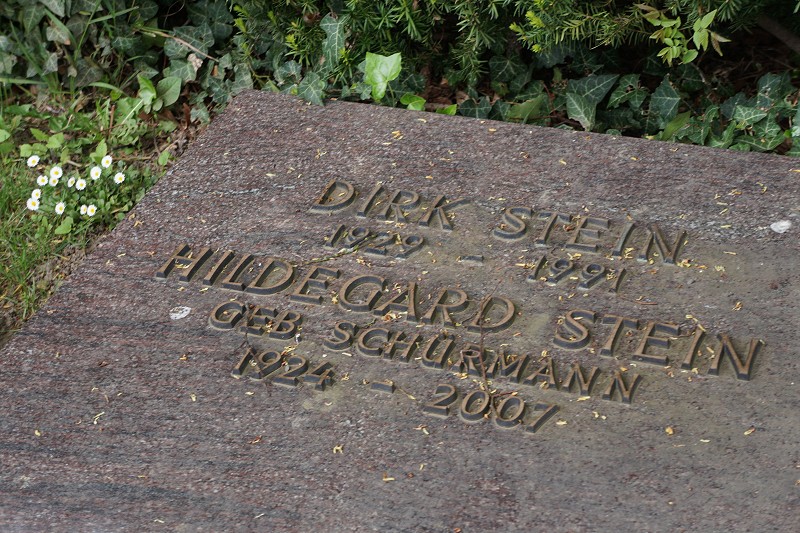 DIRK STEIN
1929 - 1991
HILDEGARD STEIN
GEB. SCHÜRMANN
1924 - 2007